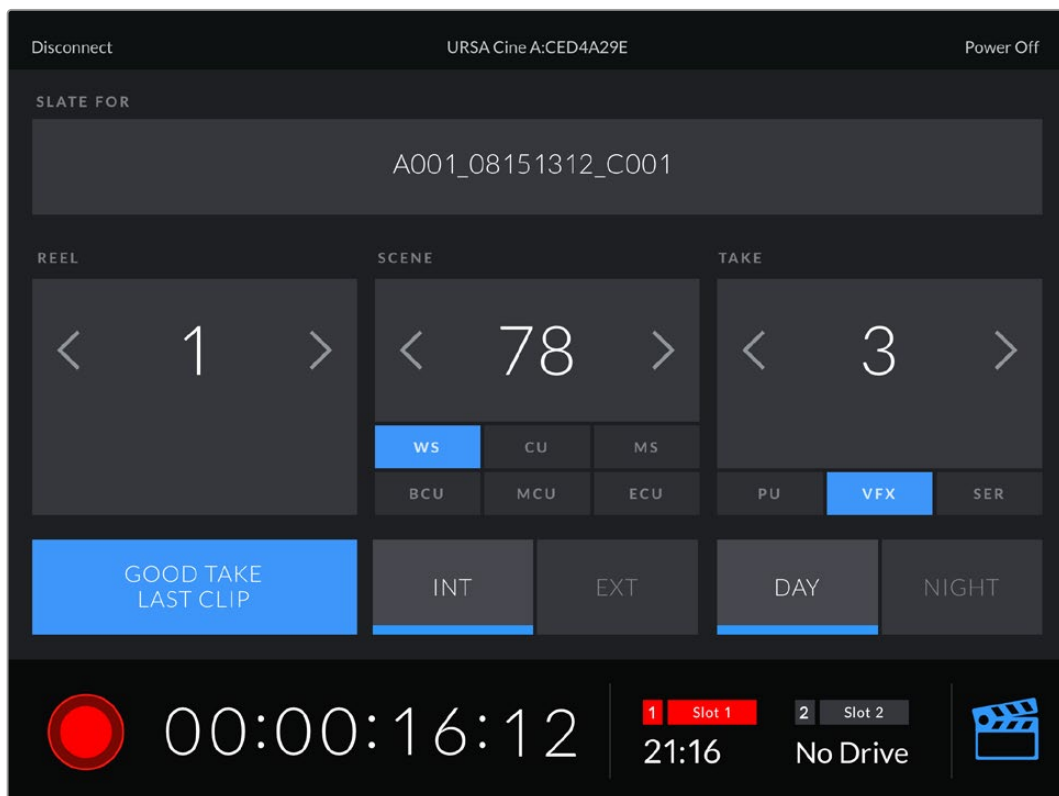 Disconnect
URSA Cine A:CED4A29E
Power Off
SLATE FOR
A001_08151312_C001
REEL
SCENE
TAKE
1
78
3
WS
CU
MS
BCU
MCU
ECU
PU
VFX
SER
GOOD TAKE
LAST CLIP
INT
EXT
DAY
NIGHT
00:00:16:12
1
Slot 1
2
Slot 2
21:16
No Drive